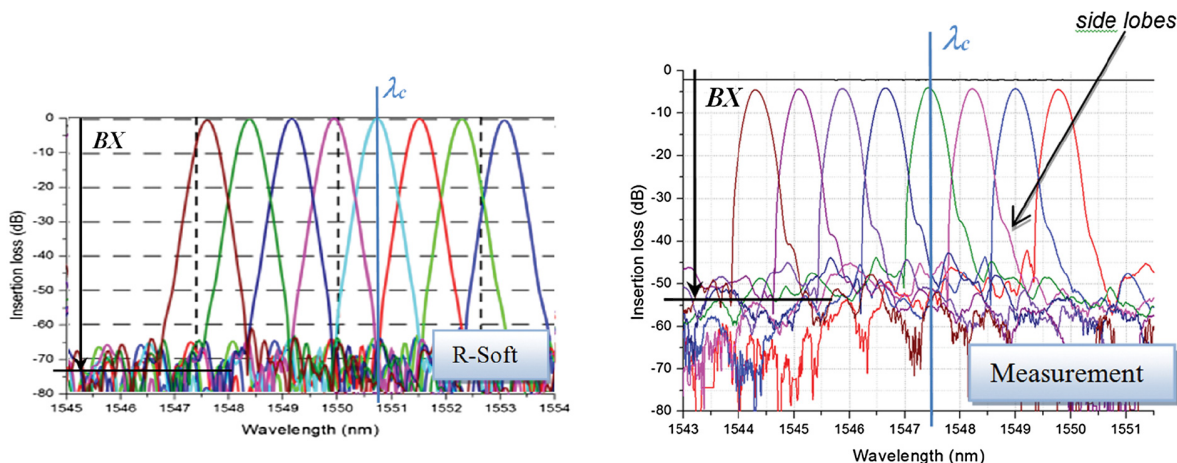 λc
BX
Insertion loss (dB)
0
-10
-20
-30
-40
-50
-60
-70
-80
R-Soft
1545 1546 1547 1548 1549 1550 1551 1552 1553 1554
Wavelength (nm)
side lobes
λc
BX
Insertion loss (dB)
0
-10
-20
-30
-40
-50
-60
-70
-80
Measurement
1543 1544 1545 1546 1547 1548 1549 1550 1551
Wavelength (nm)